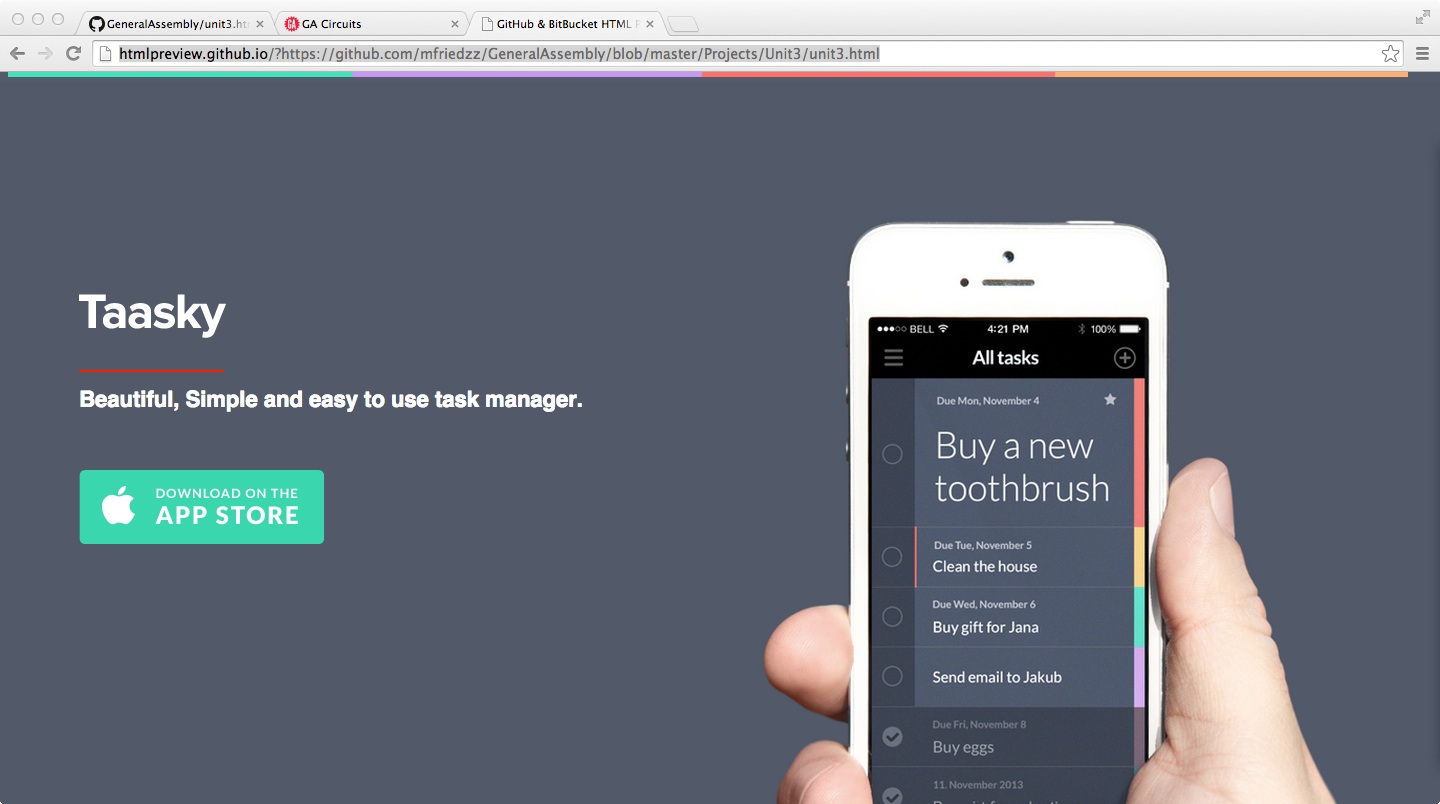 GeneralAssembly/unit3.ht
GA Circuits
GitHub & BitBucket HTML
htmlpreview.github.io/?https://github.com/mfriedzz/GeneralAssembly/blob/master/Projects/Unit3/unit3.html
Taasky
Beautiful, Simple and easy to use task manager.
DOWNLOAD ON THE
APP STORE
BELL 4:21 PM 100%
All tasks
Due Mon, November 4
Buy a new
toothbrush
Due Tue, November 5
Clean the house
Due Wed, November 6
Buy gift for Jana
Send email to Jakub
Due Fri, November 8
Buy eggs
11. November 2013